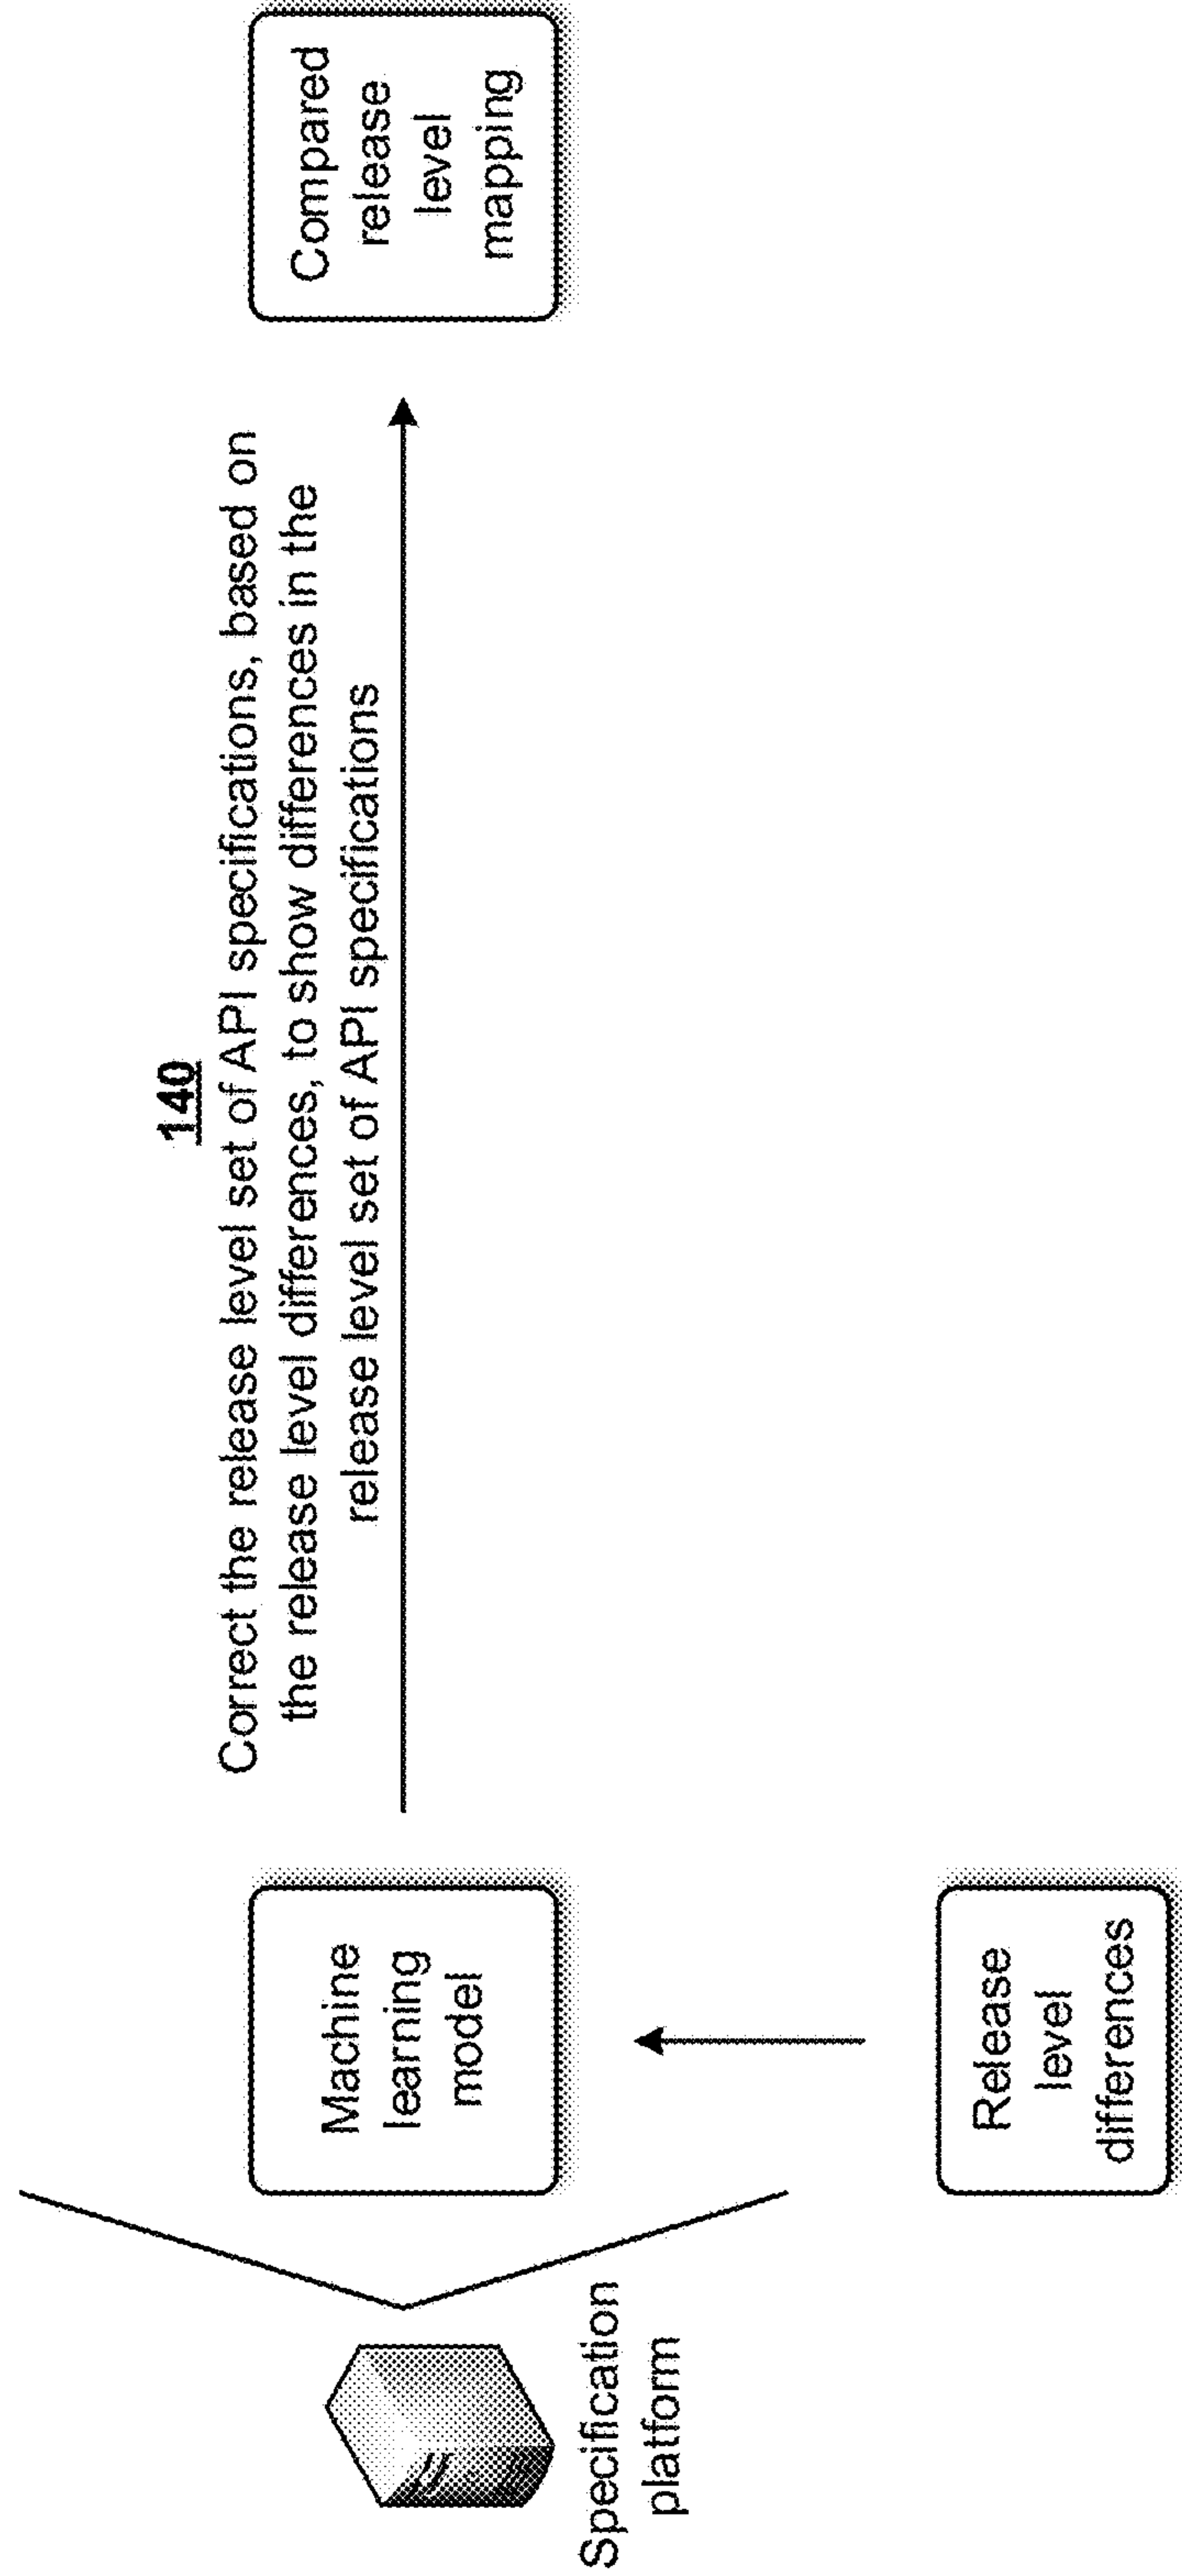 140
Correct the release level set of API specifications, based on
the release level differences, to show differences in the
release level set of API specifications
Specification
platform
Machine
learning
model
Compared
release
level
mapping
Release
level
differences